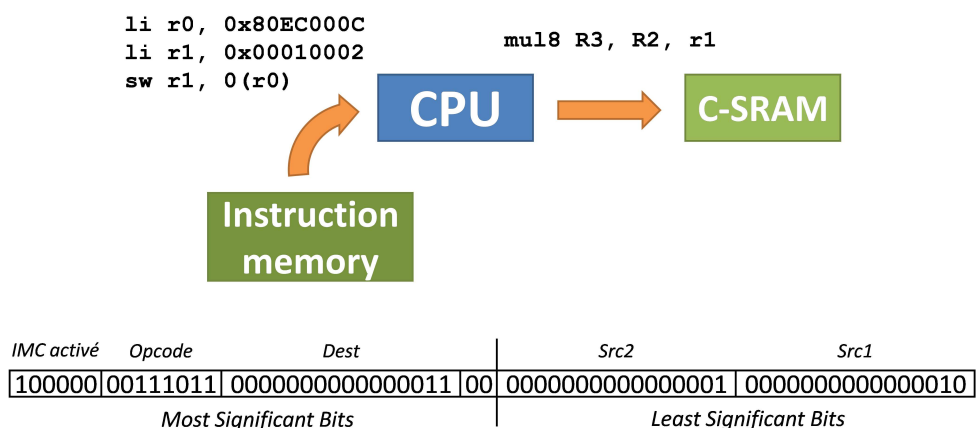 li r0, 0x80EC000C
li r1, 0x00010002
sw r1, 0(r0)
mul8 R3, R2, r1
CPU
C-SRAM
Instruction
memory
IMC activé Opcode Dest Src2 Src1
100000 00111011 0000000000000011 00 0000000000000001 0000000000000010
Most Significant Bits Least Significant Bits